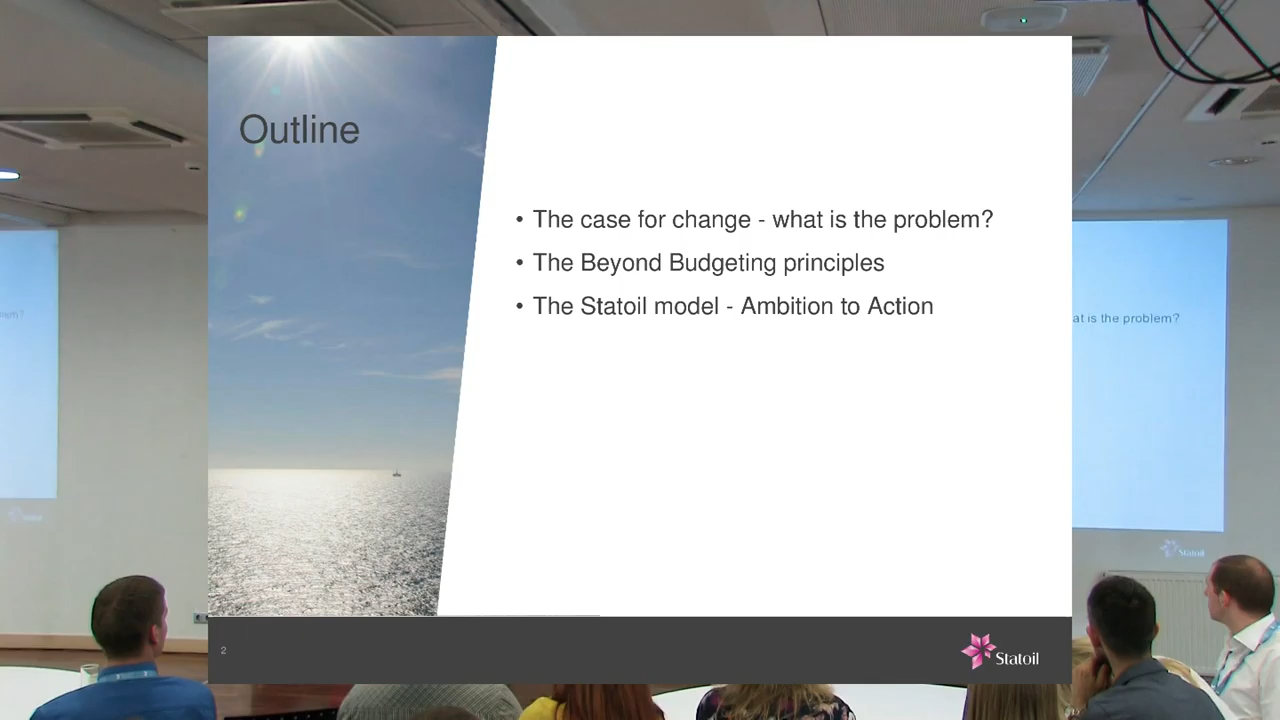 Outline
• The case for change - what is the problem?
• The Beyond Budgeting principles
• The Statoil model - Ambition to Action
at is the problem?
Statoil
2
Statoil